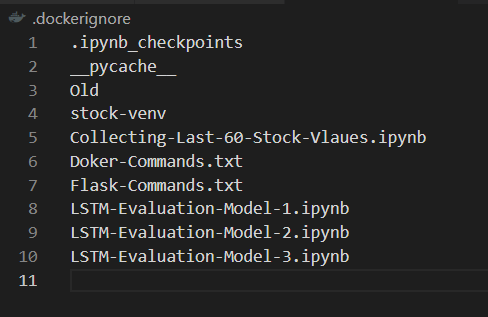 .dockerignore
1 .ipynb_checkpoints
2 __pycache__
3 Old
4 stock-venv
5 Collecting-Last-60-Stock-Vlaues.ipynb
6 Doker-Commands.txt
7 Flask-Commands.txt
8 LSTM-Evaluation-Model-1.ipynb
9 LSTM-Evaluation-Model-2.ipynb
10 LSTM-Evaluation-Model-3.ipynb
11